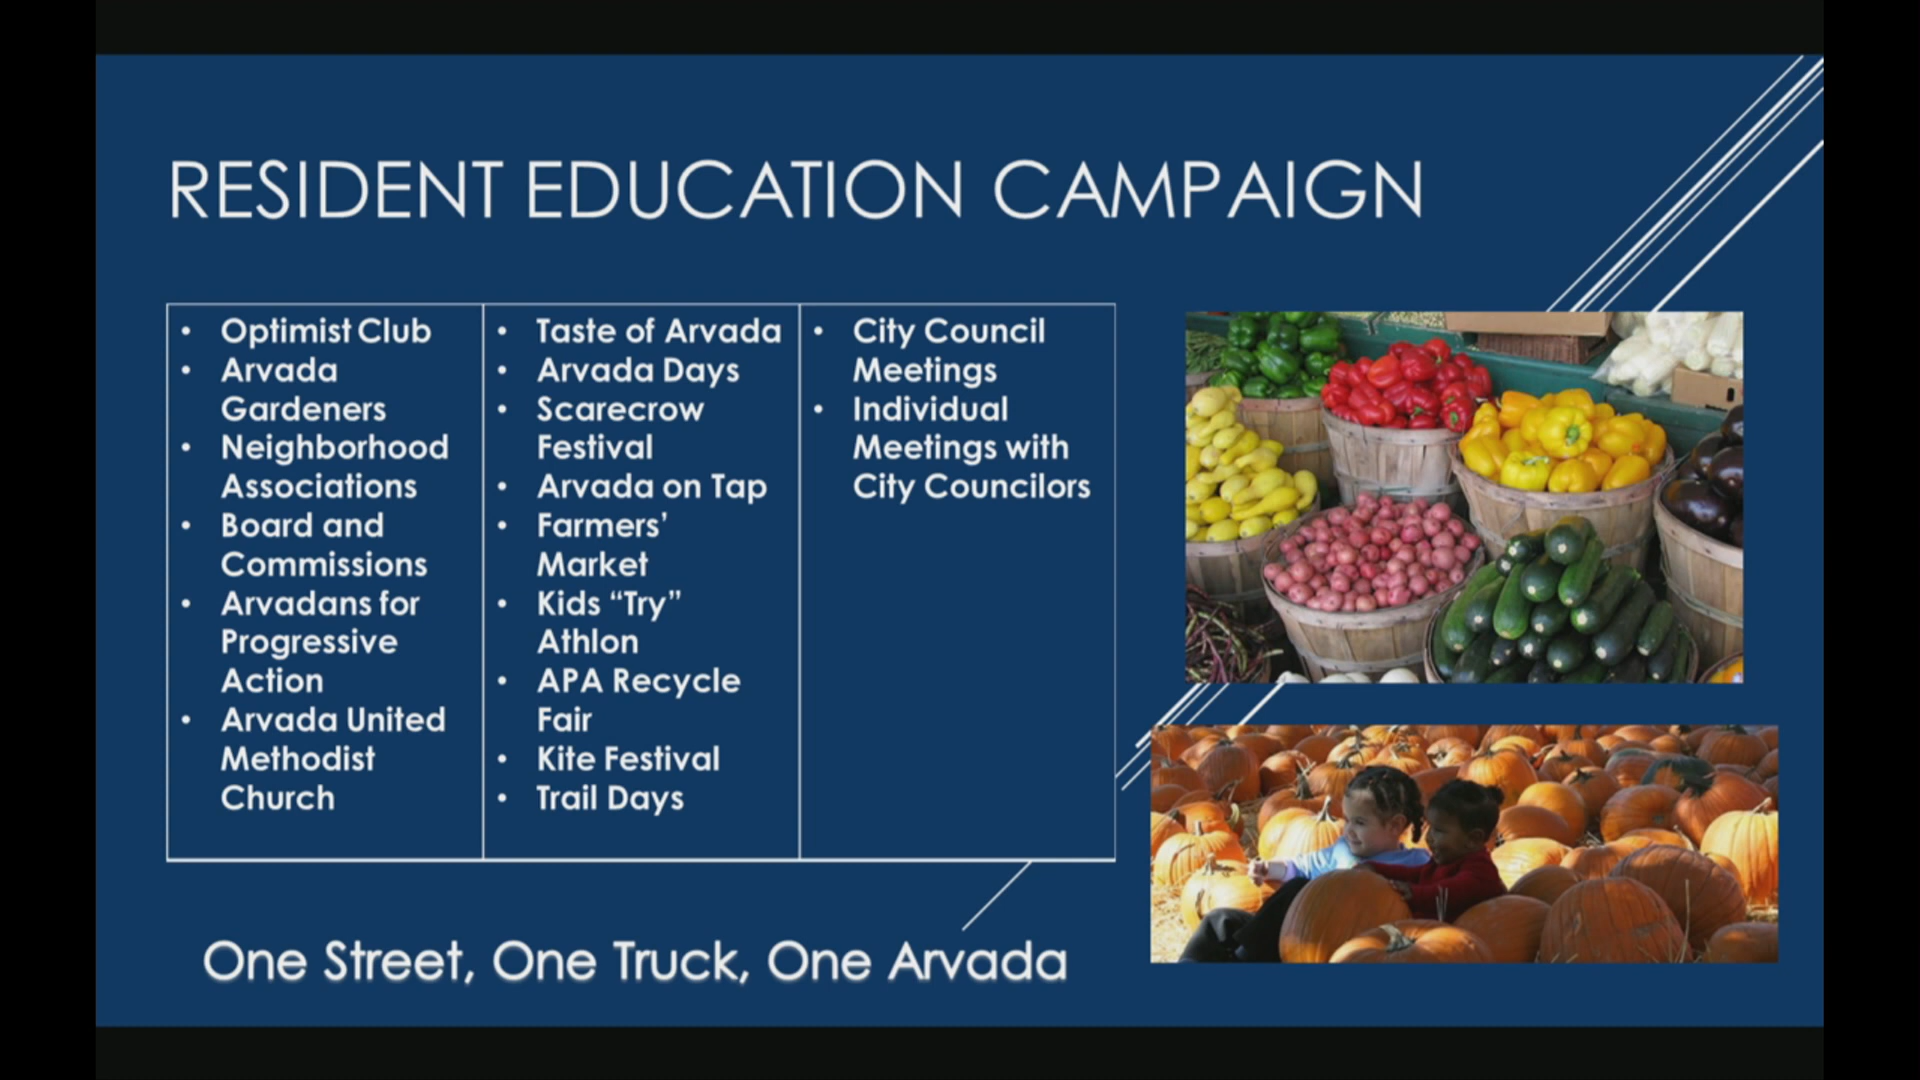 RESIDENT EDUCATION CAMPAIGN
• Optimist Club
• Arvada
Gardeners
• Neighborhood
Associations
• Board and
Commissions
• Arvadans for
Progressive
Action
• Arvada United
Methodist
Church
• Taste of Arvada
• Arvada Days
• Scarecrow
Festival
• Arvada on Tap
• Farmers’
Market
• Kids “Try”
Athlon
• APA Recycle
Fair
• Kite Festival
• Trail Days
• City Council
Meetings
• Individual
Meetings with
City Councilors
One Street, One Truck, One Arvada